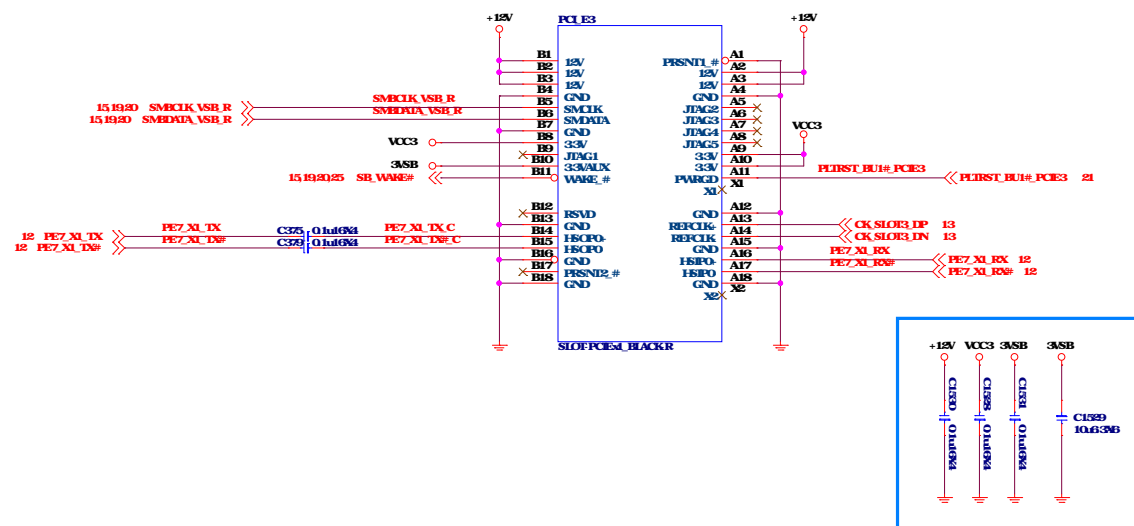 +12V
PCI_E3
+12V
B1 12V PRSNT1_# A1
B2 12V 12V A2
B3 12V 12V A3
B4 GND GND A4
15,19,20 SMBCLK_VSB_R SMBCLK_VSB_R B5 SMCLK JTAG2 A5
15,19,20 SMBDATA_VSB_R SMBDATA_VSB_R B6 SMDATA JTAG3 A6
B7 GND JTAG4 A7
VCC3 B8 3.3V JTAG5 A8 VCC3
B9 JTAG1 3.3V A9
3VSB B10 3.3VAUX 3.3V A10
15,19,20,25 SB_WAKE# B11 WAKE_# PWRGD A11 PLTRST_BU1#_PCIE3 PLTRST_BU1#_PCIE3 21
X1 X1
B12 RSVD GND A12
B13 GND REFCLK+ A13 CK_SLOT3_DP 13
12 PE7_X1_TX PE7_X1_TX C375 0.1u16X4 PE7_X1_TX_C B14 HSOP0+ REFCLK- A14 CK_SLOT3_DN 13
12 PE7_X1_TX# PE7_X1_TX# C379 0.1u16X4 PE7_X1_TX#_C B15 HSOP0- GND A15
B16 GND HSIP0+ A16 PE7_X1_RX PE7_X1_RX 12
B17 PRSNT2_# HSIP0- A17 PE7_X1_RX# PE7_X1_RX# 12
B18 GND GND A18
X2 X2
SLOT-PCIEx1_BLACK-R
+12V VCC3 3VSB 3VSB
C1530 0.1u16X4
C1528 0.1u16X4
C1531 0.1u16X4
C1529
10u6.3X6